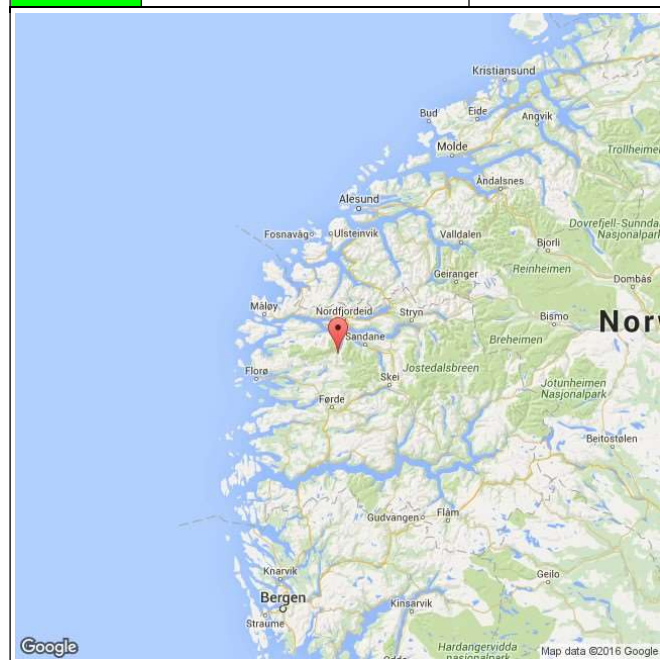 Kristiansund
Bud
Eide
Angvik
Molde
Trollheimen
Åndalsnes
Ålesund
Fosnavåg
Ulsteinvik
Valldalen
Dovrefjell-Sunndal
Nasjonalpark
Bjorli
Geiranger
Reinheimen
Dombås
Måløy
Nordfjordeid
Stryn
Bismo
Norw
Sandane
Breheimen
Florø
Skei
Jostedalsbreen
Jotunheimen
Nasjonalpark
Førde
Beitostølen
Gudvangen
Flåm
Knarvik
Geilo
Bergen
Straume
Kinsarvik
Hardangervidda
nasjonalpark
Odda
Google
Map data ©2016 Google